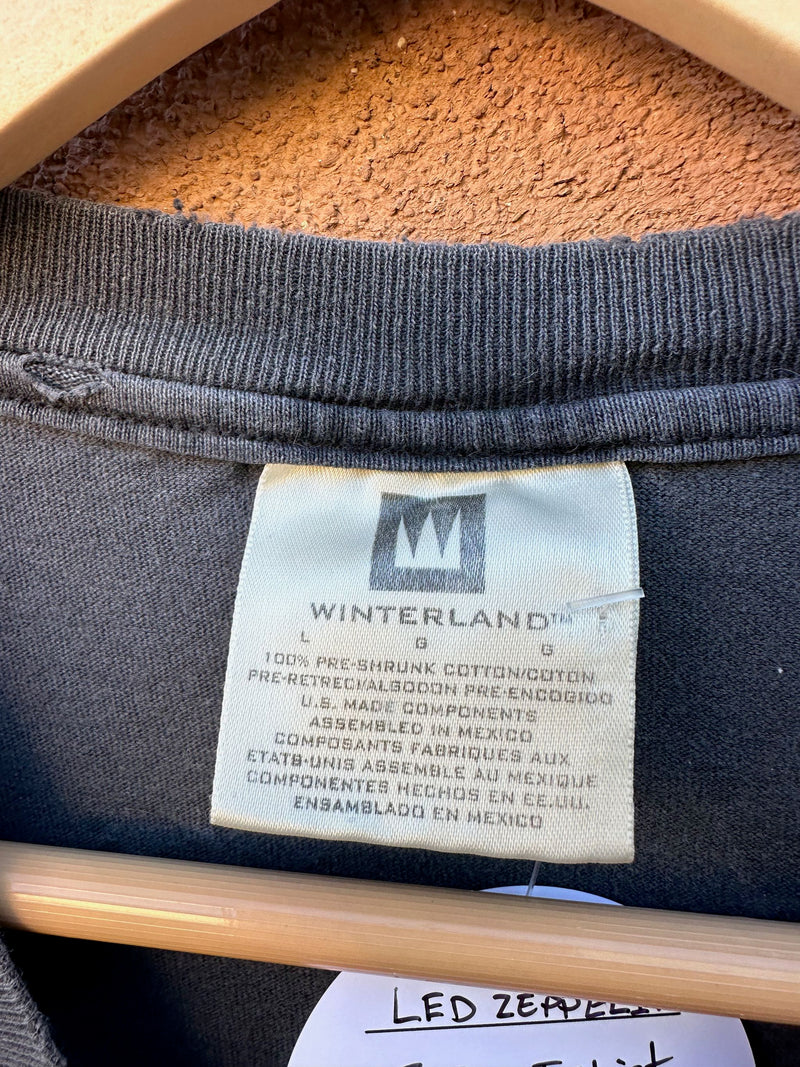 WINTERLAND™
L G G
100% PRE-SHRUNK COTTON/COTON
PRE-RETRECI/ALGODON PRE-ENCOGIDO
U.S. MADE COMPONENTS
ASSEMBLED IN MEXICO
COMPOSANTS FABRIQUES AUX
ETATS-UNIS ASSEMBLE AU MEXIQUE
COMPONENTES HECHOS EN EE.UU.
ENSAMBLADO EN MEXICO
LED ZEPPELIN